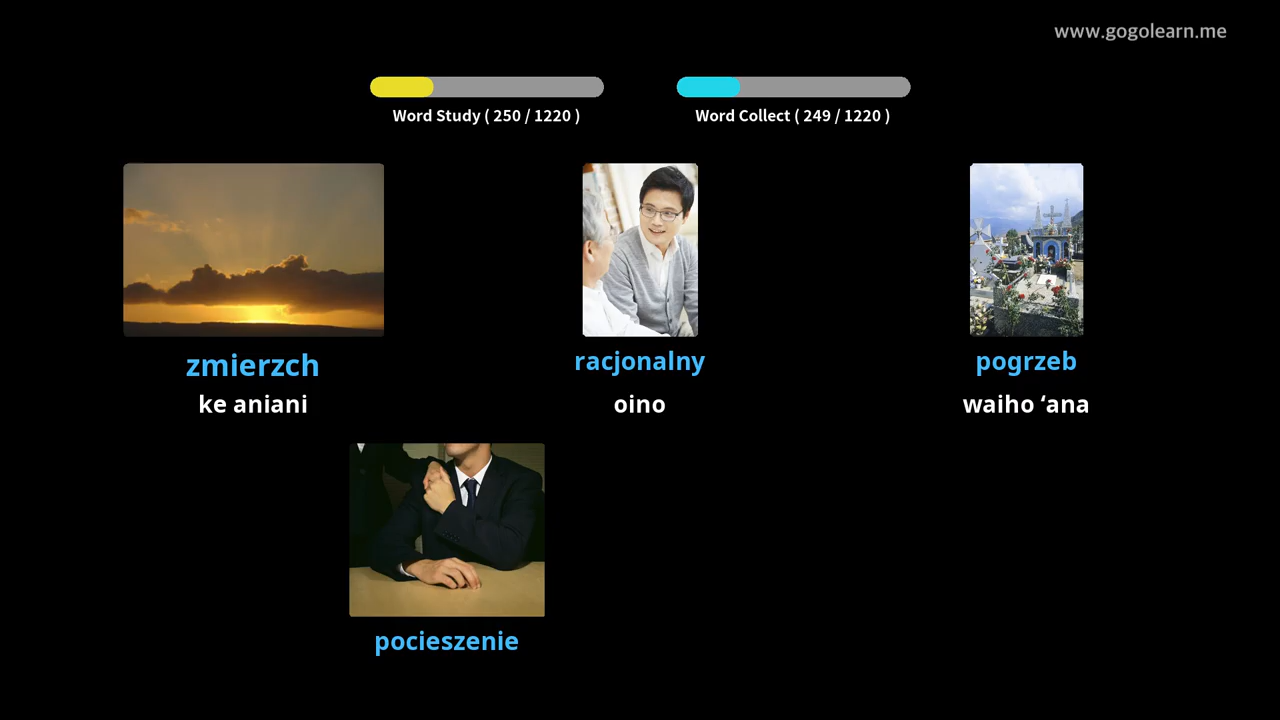 www.gogolearn.me
Word Study ( 250 / 1220 )
Word Collect ( 249 / 1220 )
zmierzch
ke aniani
racjonalny
oino
pogrzeb
waiho ʻana
pocieszenie